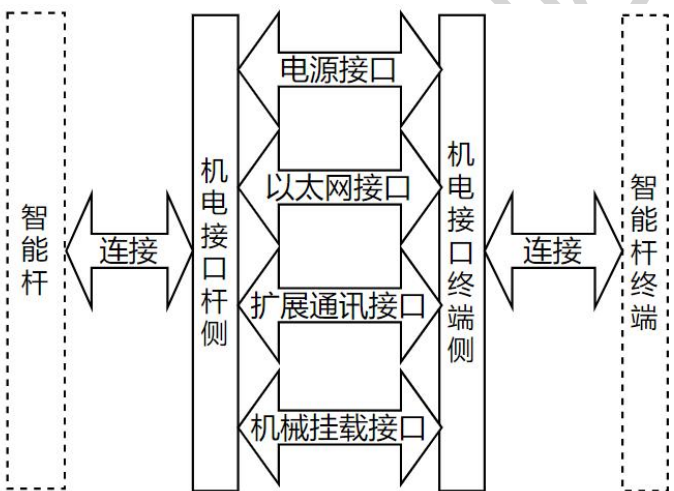 智能杆
连接
机电接口杆侧
电源接口
以太网接口
扩展通讯接口
机械挂载接口
机电接口终端侧
连接
智能杆终端